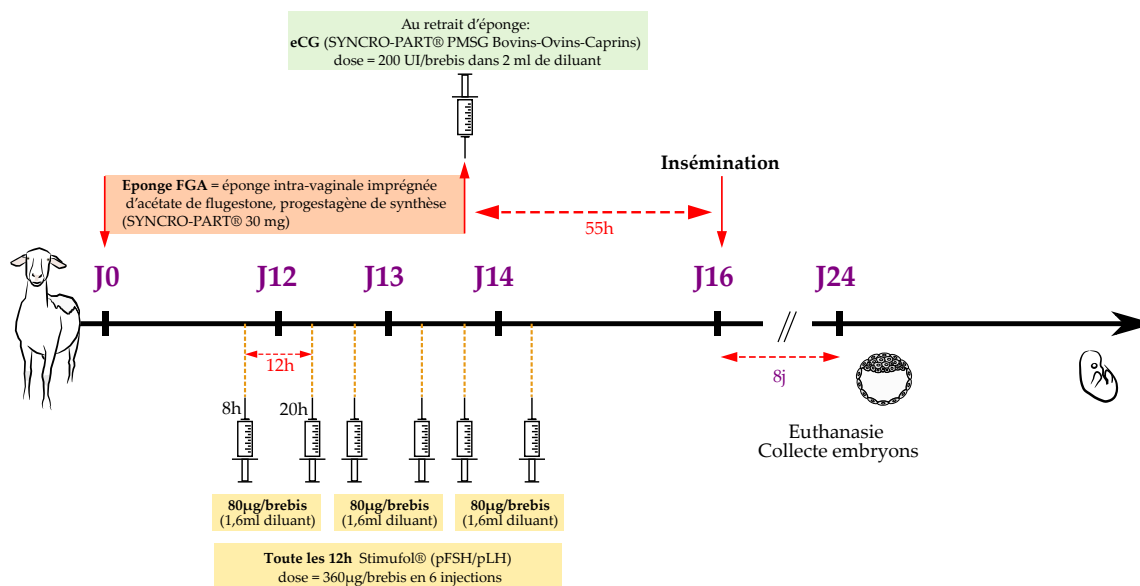 Au retrait d'éponge:
eCG (SYNCRO-PART® PMSG Bovins-Ovins-Caprins)
dose = 200 UI/brebis dans 2 ml de diluant
Insémination
Eponge FGA = éponge intra-vaginale imprégnée
d'acétate de flugestone, progestagène de synthèse
(SYNCRO-PART® 30 mg)
55h
J0
J12
J13
J14
J16
J24
12h
8j
8h
20h
Euthanasie
Collecte embryons
80µg/brebis
(1,6ml diluant)
80µg/brebis
(1,6ml diluant)
80µg/brebis
(1,6ml diluant)
Toute les 12h Stimufol® (pFSH/pLH)
dose = 360µg/brebis en 6 injections